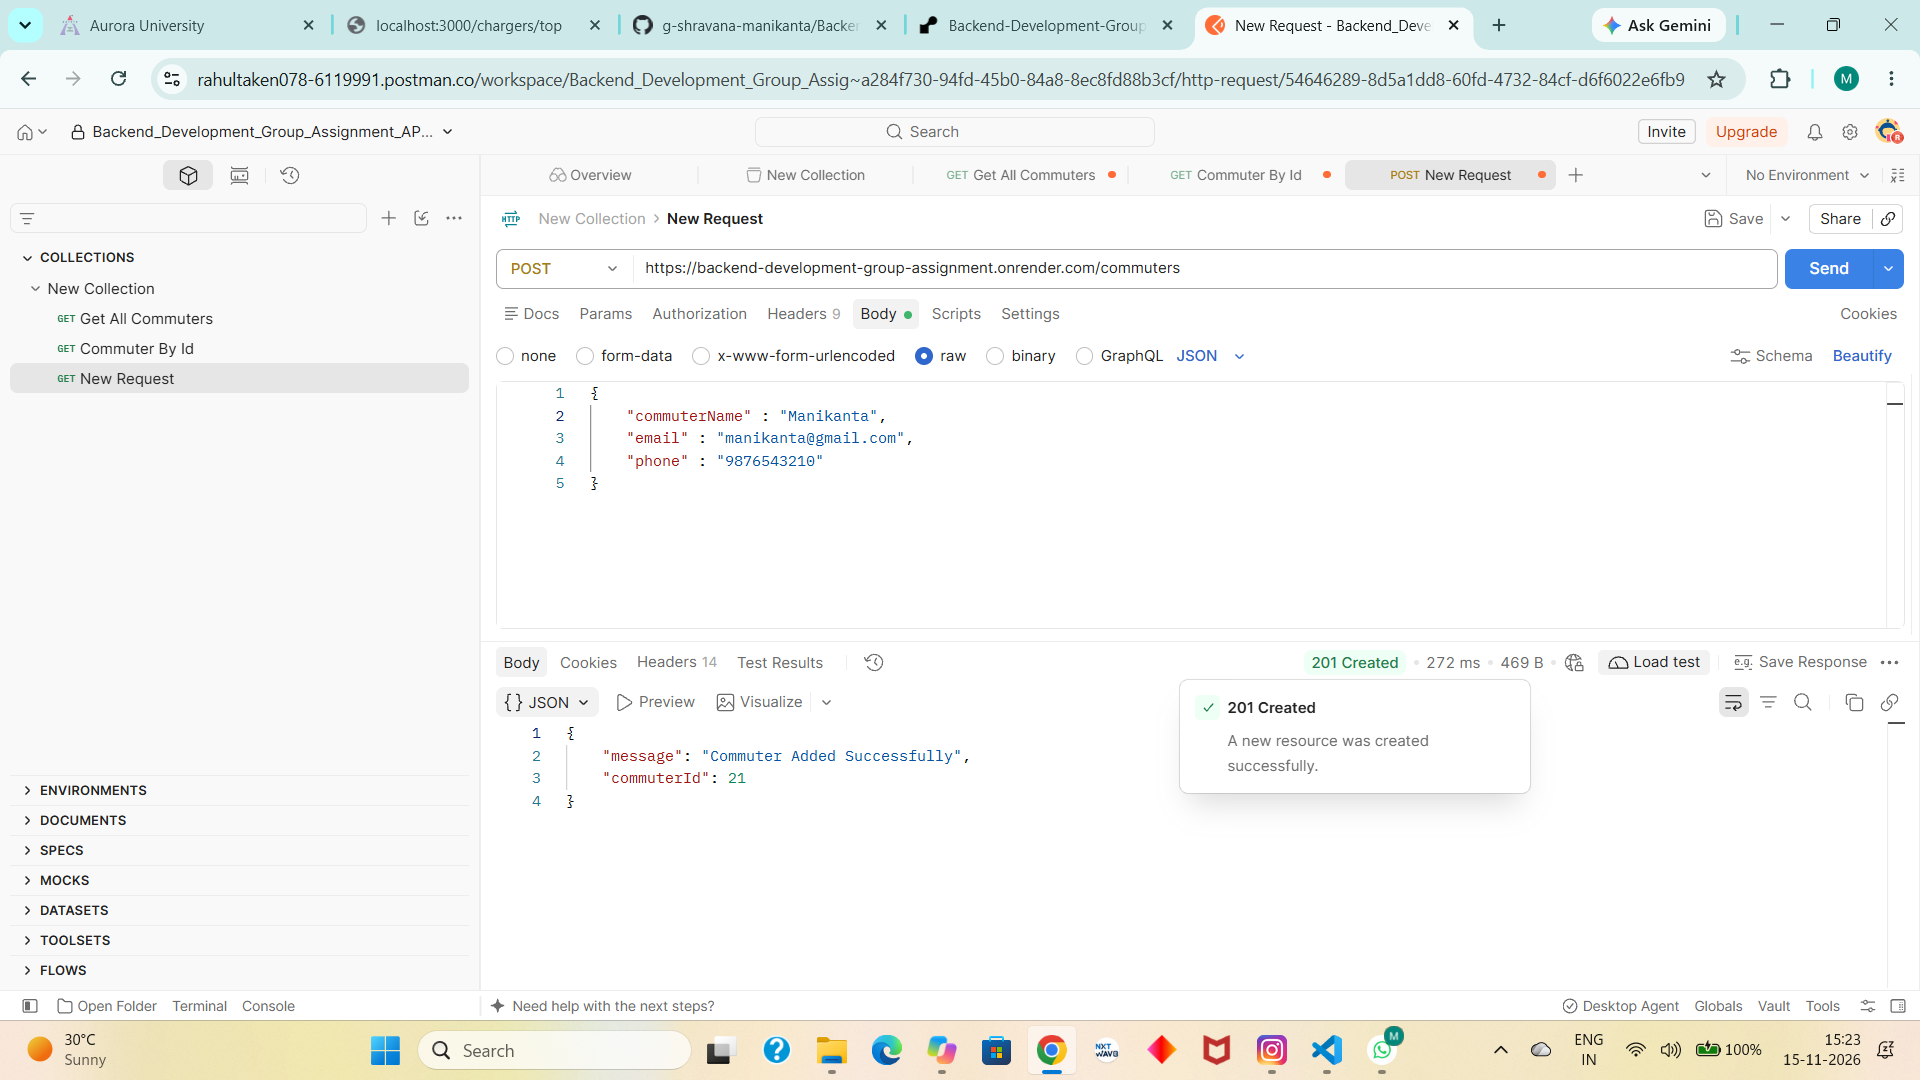 Aurora University
localhost:3000/chargers/top
g-shravana-manikanta/Backen
Backend-Development-Group
New Request - Backend_Deve
Ask Gemini
rahultaken078-6119991.postman.co/workspace/Backend_Development_Group_Assig~a284f730-94fd-45b0-84a8-8ec8fd88b3cf/http-request/54646289-8d5a1dd8-60fd-4732-84cf-d6f6022e6fb9
M
Backend_Development_Group_Assignment_AP...
Search
Invite
Upgrade
Overview
New Collection
GET Get All Commuters
GET Commuter By Id
POST New Request
No Environment
HTTP New Collection > New Request
Save
Share
COLLECTIONS
New Collection
GET Get All Commuters
GET Commuter By Id
GET New Request
POST
https://backend-development-group-assignment.onrender.com/commuters
Send
Docs
Params
Authorization
Headers 9
Body
Scripts
Settings
Cookies
none
form-data
x-www-form-urlencoded
raw
binary
GraphQL
JSON
Schema
Beautify
1 {
2 "commuterName" : "Manikanta",
3 "email" : "manikanta@gmail.com",
4 "phone" : "9876543210"
5 }
Body
Cookies
Headers 14
Test Results
201 Created
272 ms
469 B
Load test
e.g. Save Response
{} JSON
Preview
Visualize
1 {
2 "message": "Commuter Added Successfully",
3 "commuterId": 21
4 }
201 Created
A new resource was created
successfully.
ENVIRONMENTS
DOCUMENTS
SPECS
MOCKS
DATASETS
TOOLSETS
FLOWS
Open Folder
Terminal
Console
Need help with the next steps?
Desktop Agent
Globals
Vault
Tools
30°C
Sunny
Search
NXT
WAVE
M
ENG
IN
100%
15:23
15-11-2026